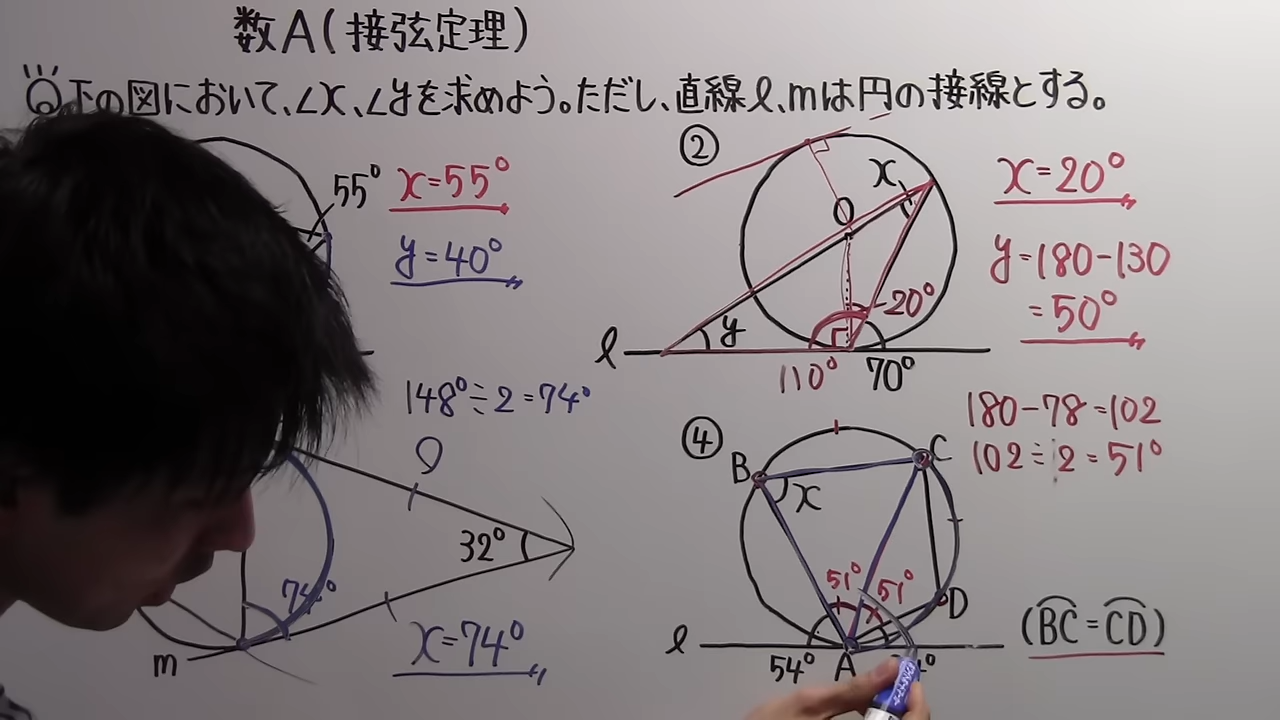 数A(接弦定理)
下の図において、∠x、∠yを求めよう。ただし、直線ℓ、mは円の接線とする。
55°
x=55°
y=40°
148°÷2=74°
32°
74°
m
x=74°
②
x
O
20°
y
ℓ
110°
70°
x=20°
y=180-130
=50°
180-78=102
102÷2=51°
④
B
C
x
51°
51°
D
ℓ
54°
A
(BC=CD)